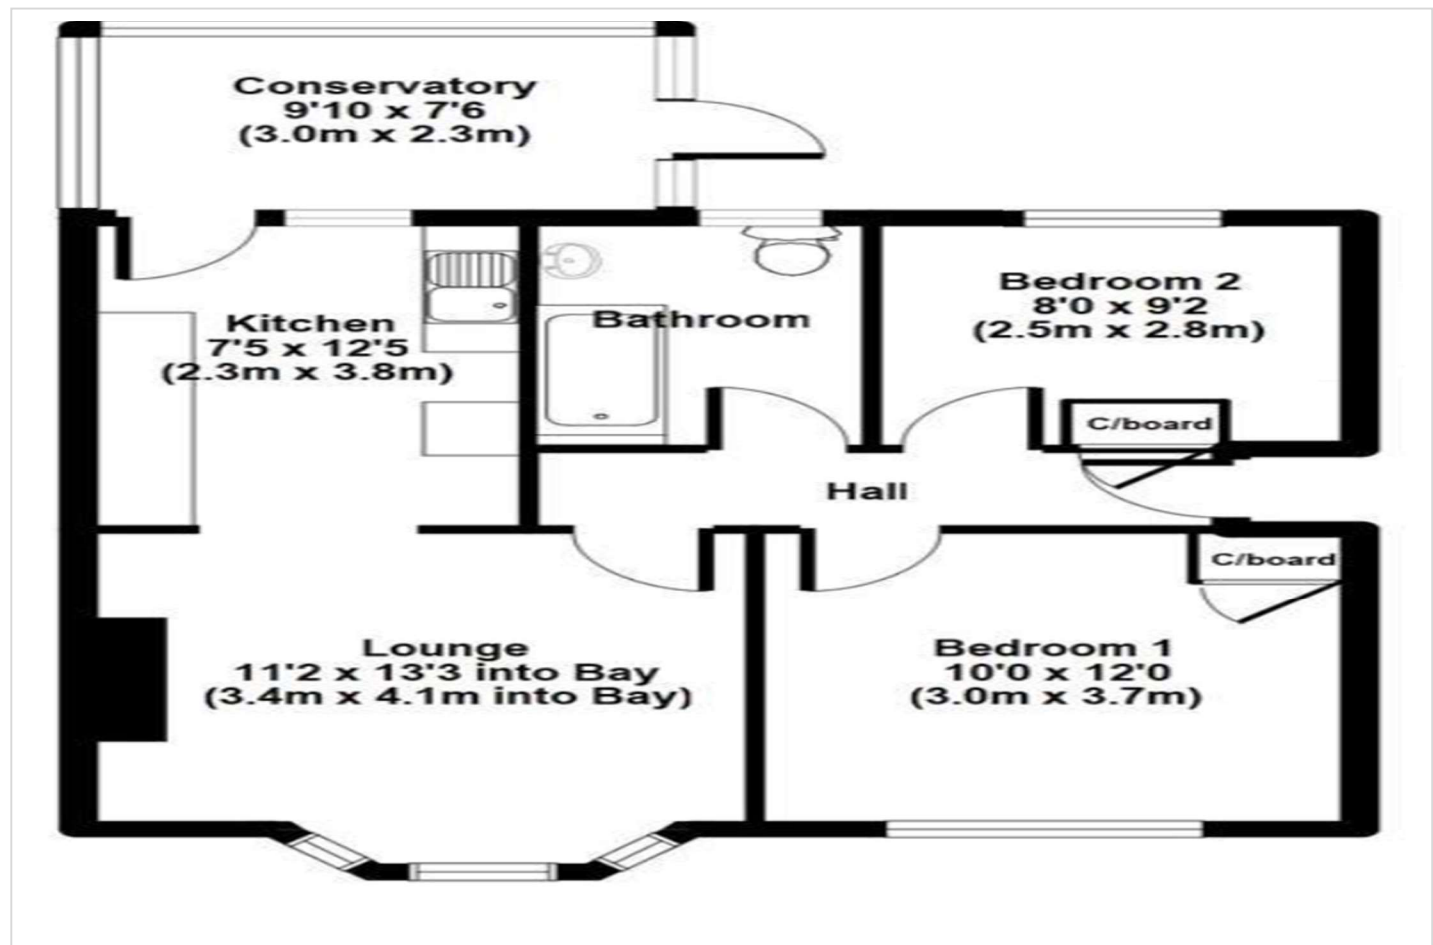 Conservatory
9'10 x 7'6
(3.0m x 2.3m)
Kitchen
7'5 x 12'5
(2.3m x 3.8m)
Bathroom
Bedroom 2
8'0 x 9'2
(2.5m x 2.8m)
C/board
Hall
C/board
Lounge
11'2 x 13'3 into Bay
(3.4m x 4.1m into Bay)
Bedroom 1
10'0 x 12'0
(3.0m x 3.7m)